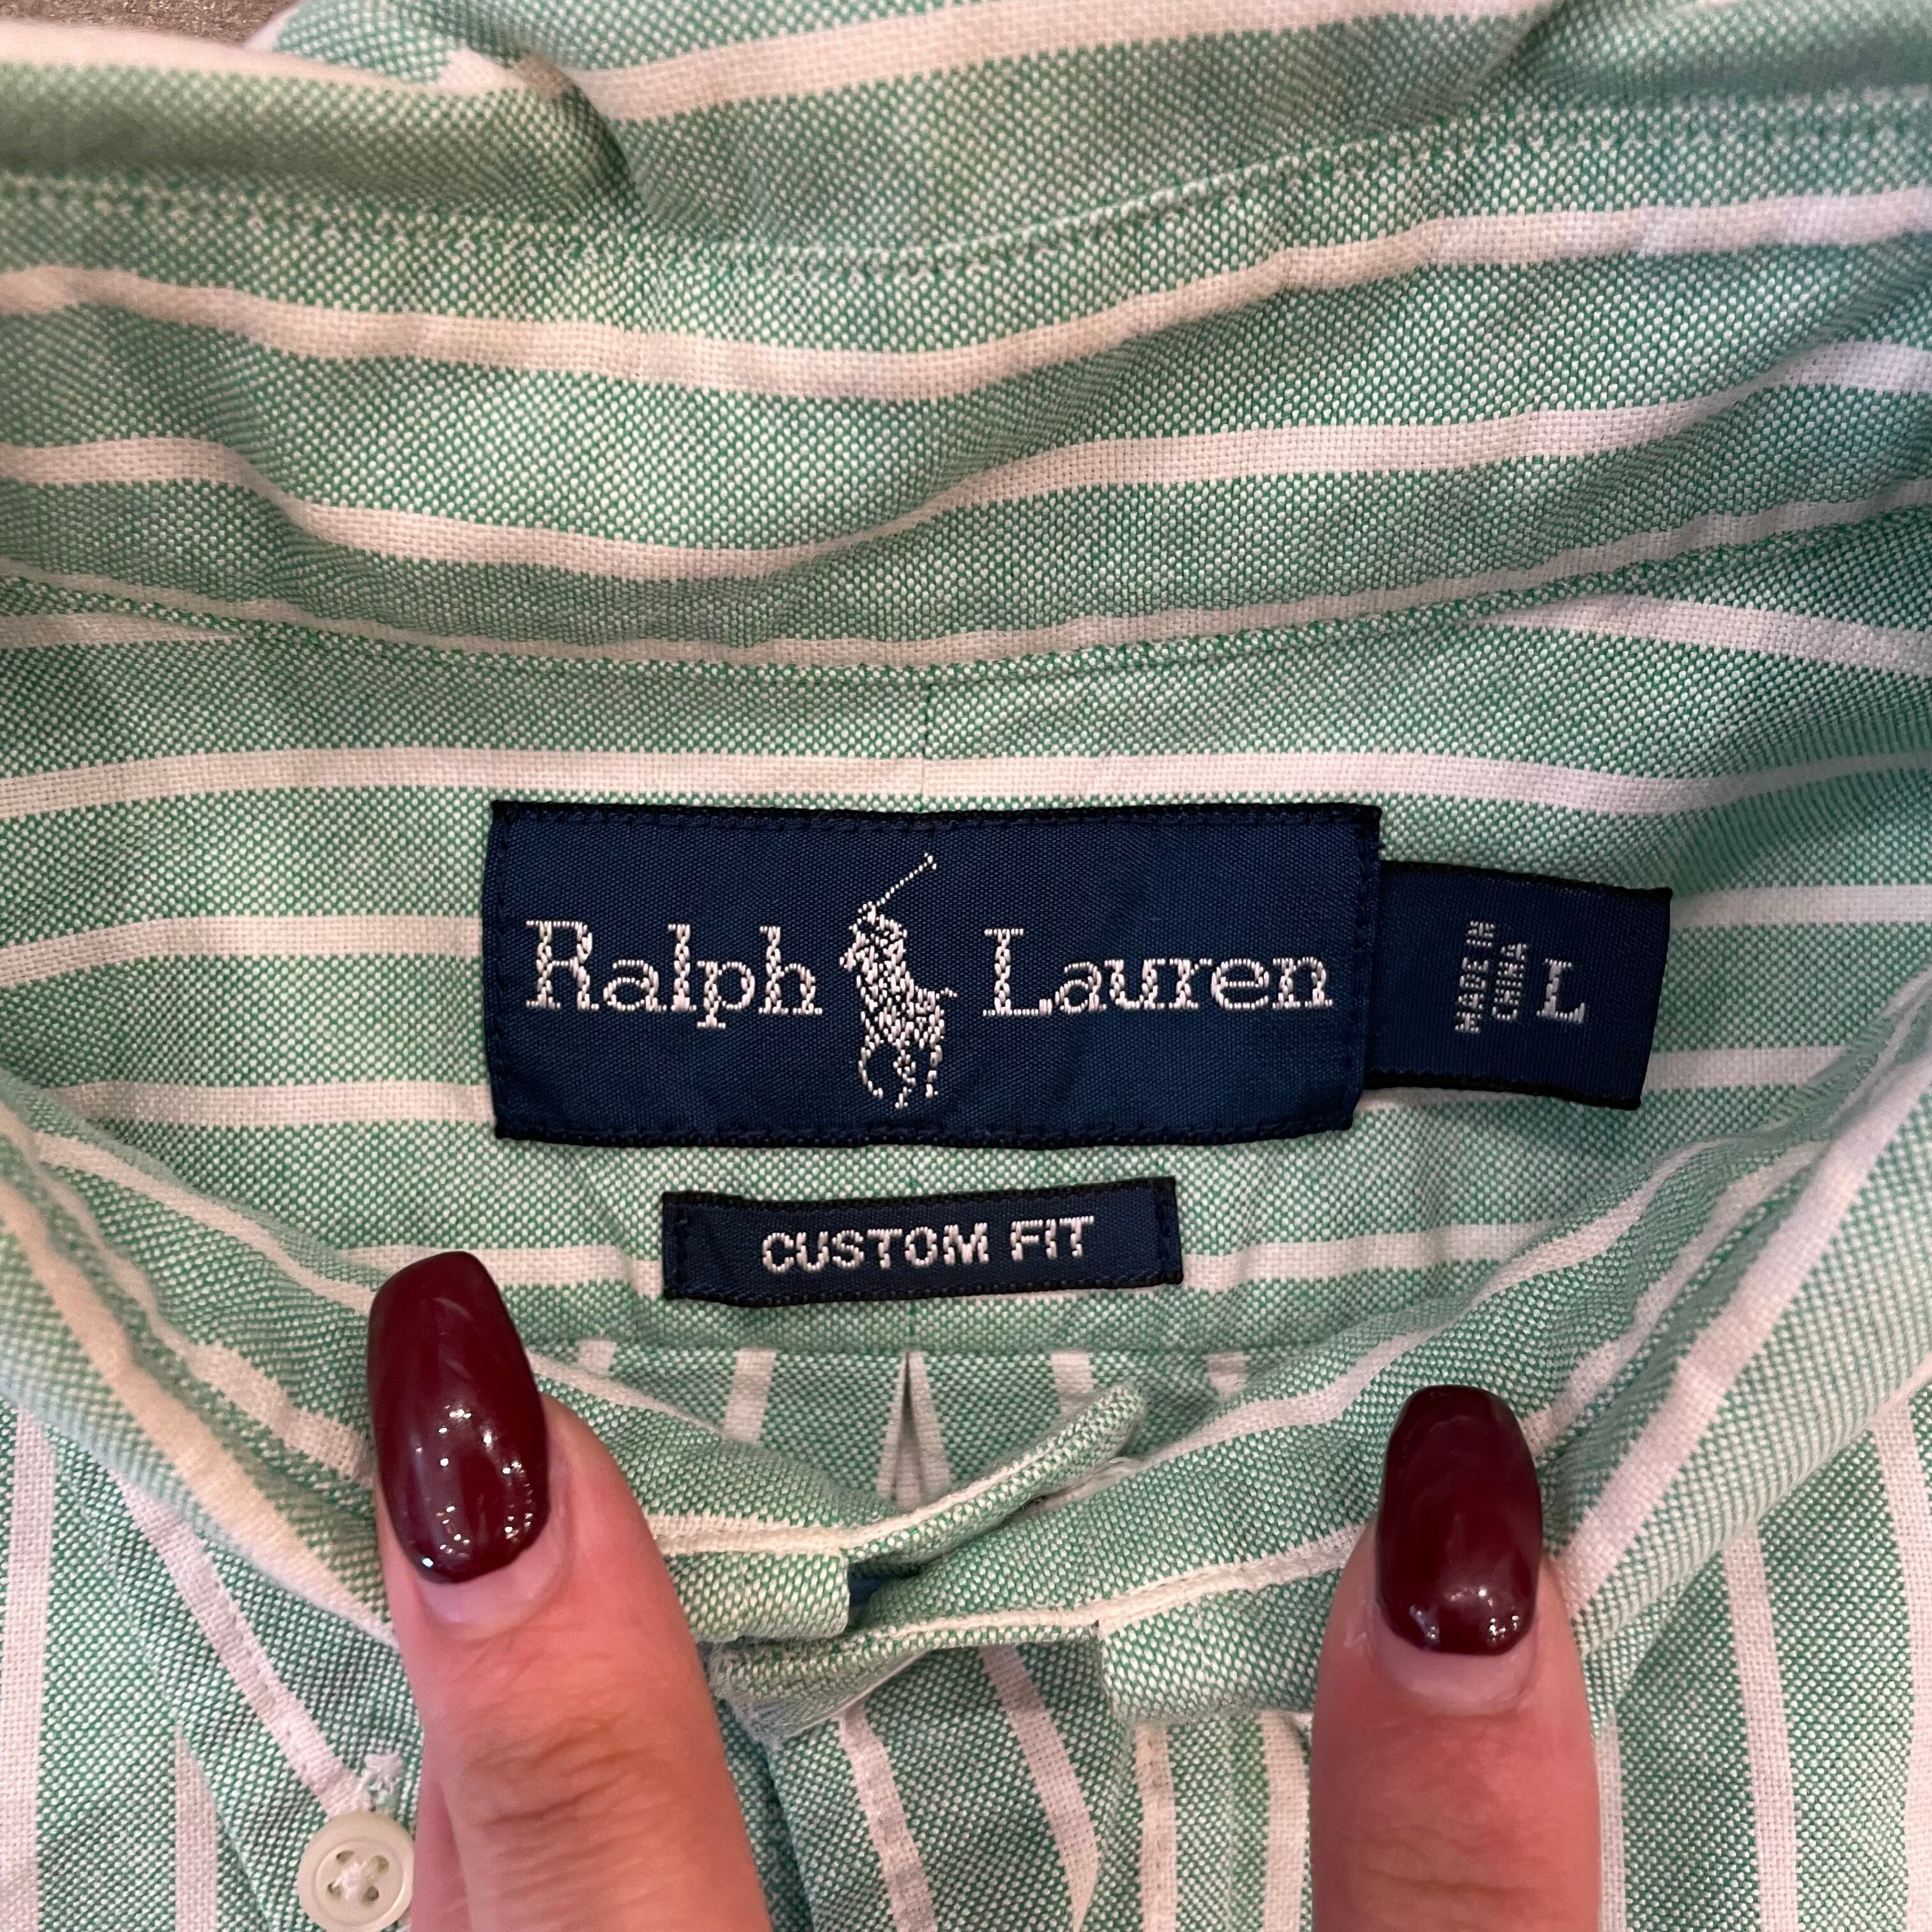 Ralph Lauren
MADE IN
CHINA
L
CUSTOM FIT